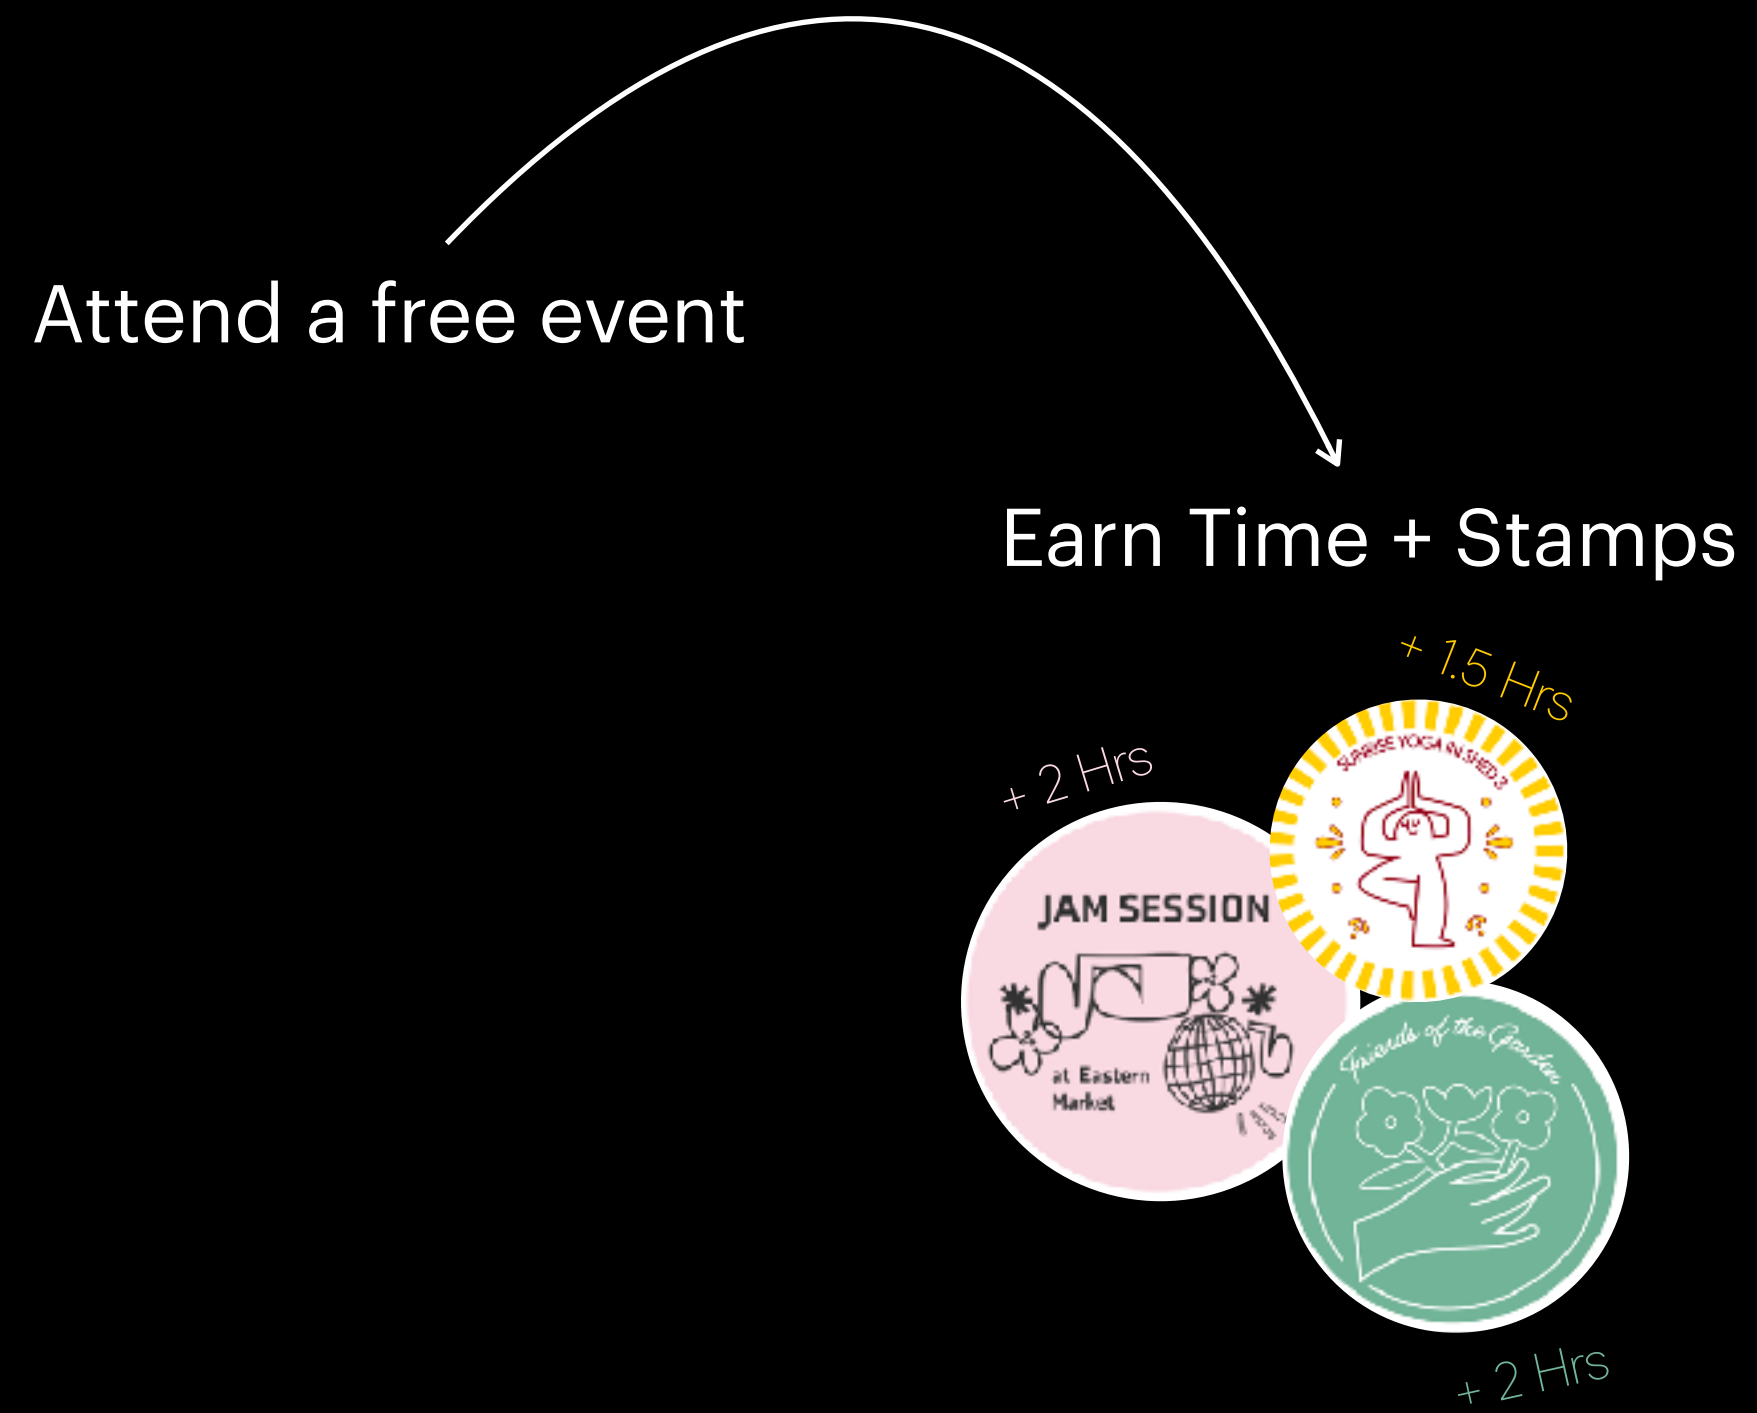 Attend a free event
Earn Time + Stamps
+ 1.5 Hrs
SUNRISE YOGA IN SHED 3
+ 2 Hrs
JAM SESSION
at Eastern
Market
Friends of the Garden
+ 2 Hrs